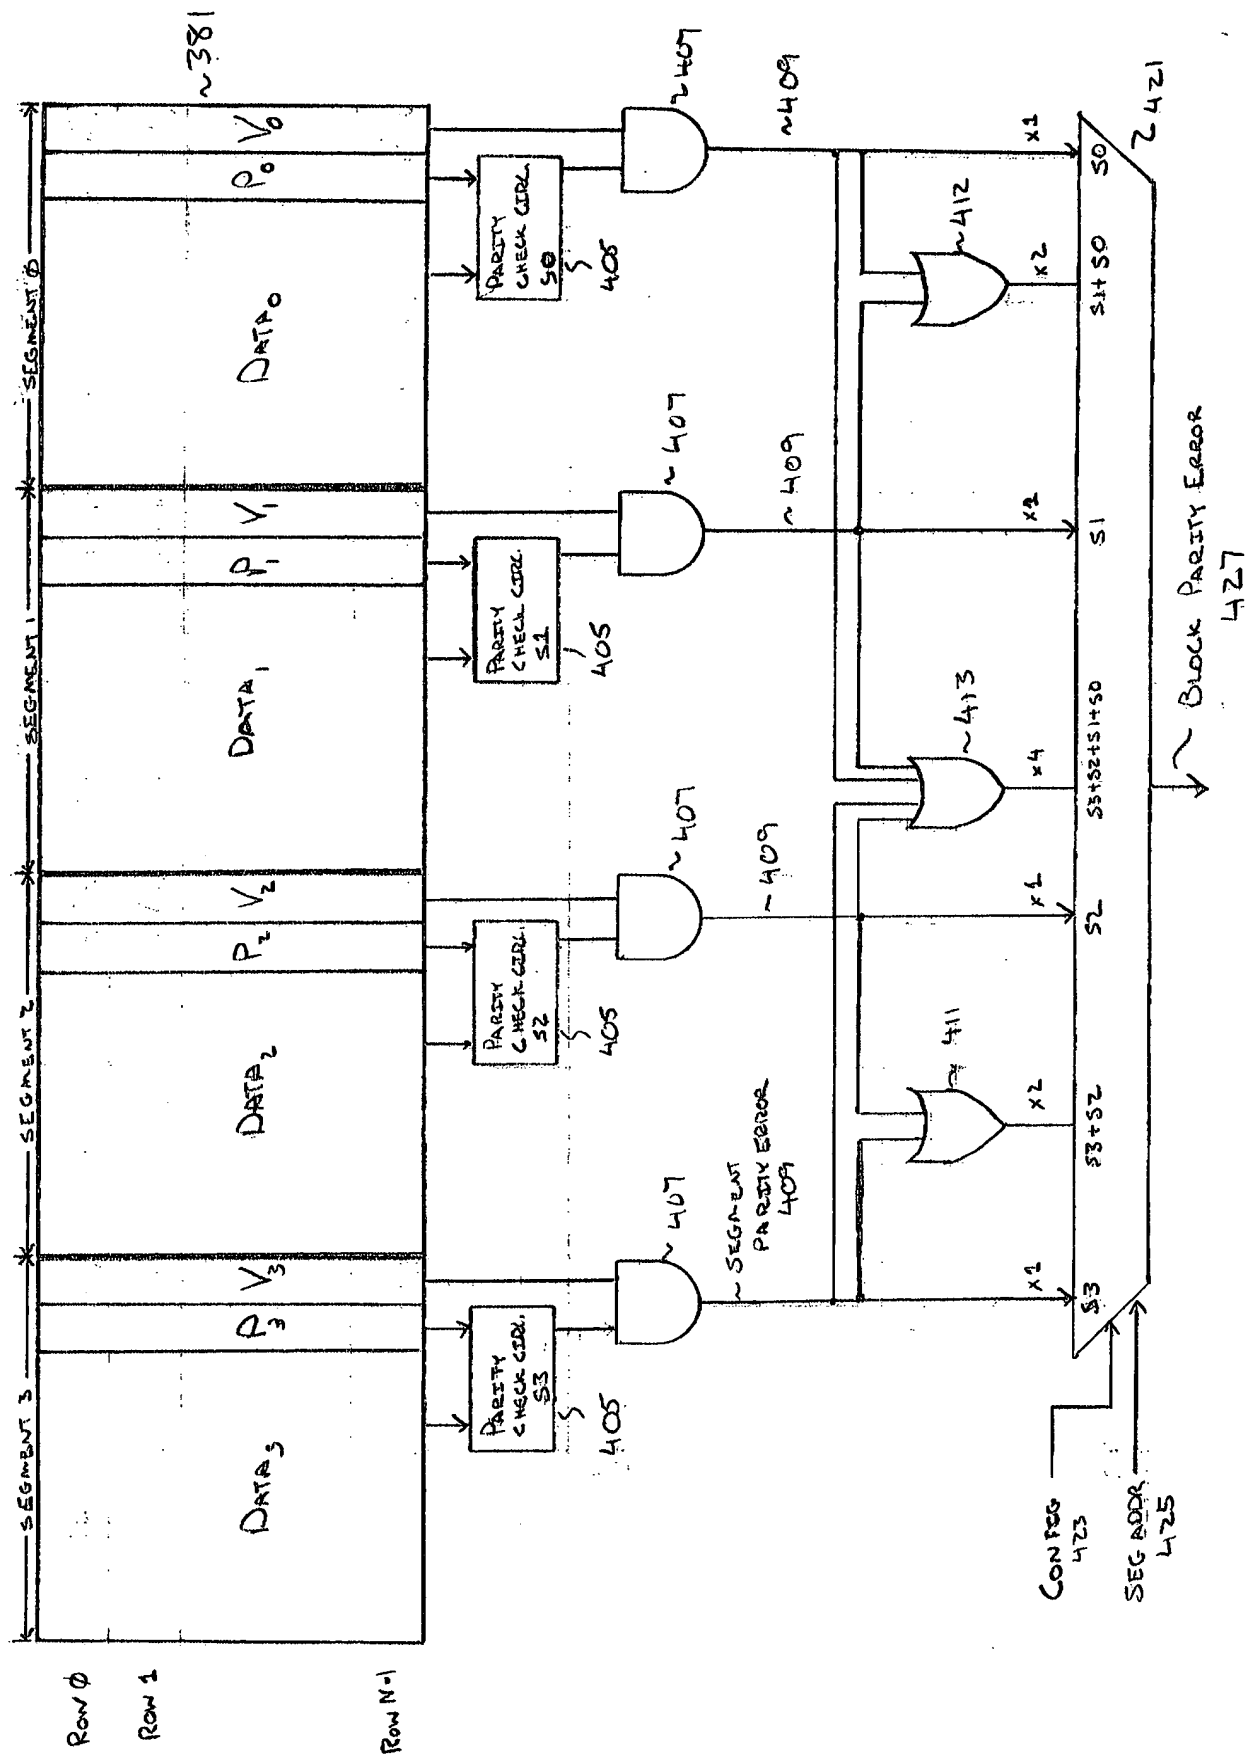 SEGMENT 3
SEGMENT 2
SEGMENT 1
SEGMENT 0
ROW 0
ROW 1
ROW N-1
DATA3
P3
V3
DATA2
P2
V2
DATA1
P1
V1
DATA0
P0
V0
~381
PARITY
CHECK CIRC.
S3
405
PARITY
CHECK CIRC.
S2
405
PARITY
CHECK CIRC.
S1
405
PARITY
CHECK CIRC.
S0
405
~407
~407
~407
~407
~SEGMENT
PARITY ERROR
409
~409
~409
~409
~411
~413
~412
x1
x2
x1
x4
x1
x2
x1
S3
S3+S2
S2
S3+S2+S1+S0
S1
S1+S0
S0
421
CONFIG
423
SEG ADDR
425
~BLOCK PARITY ERROR
427